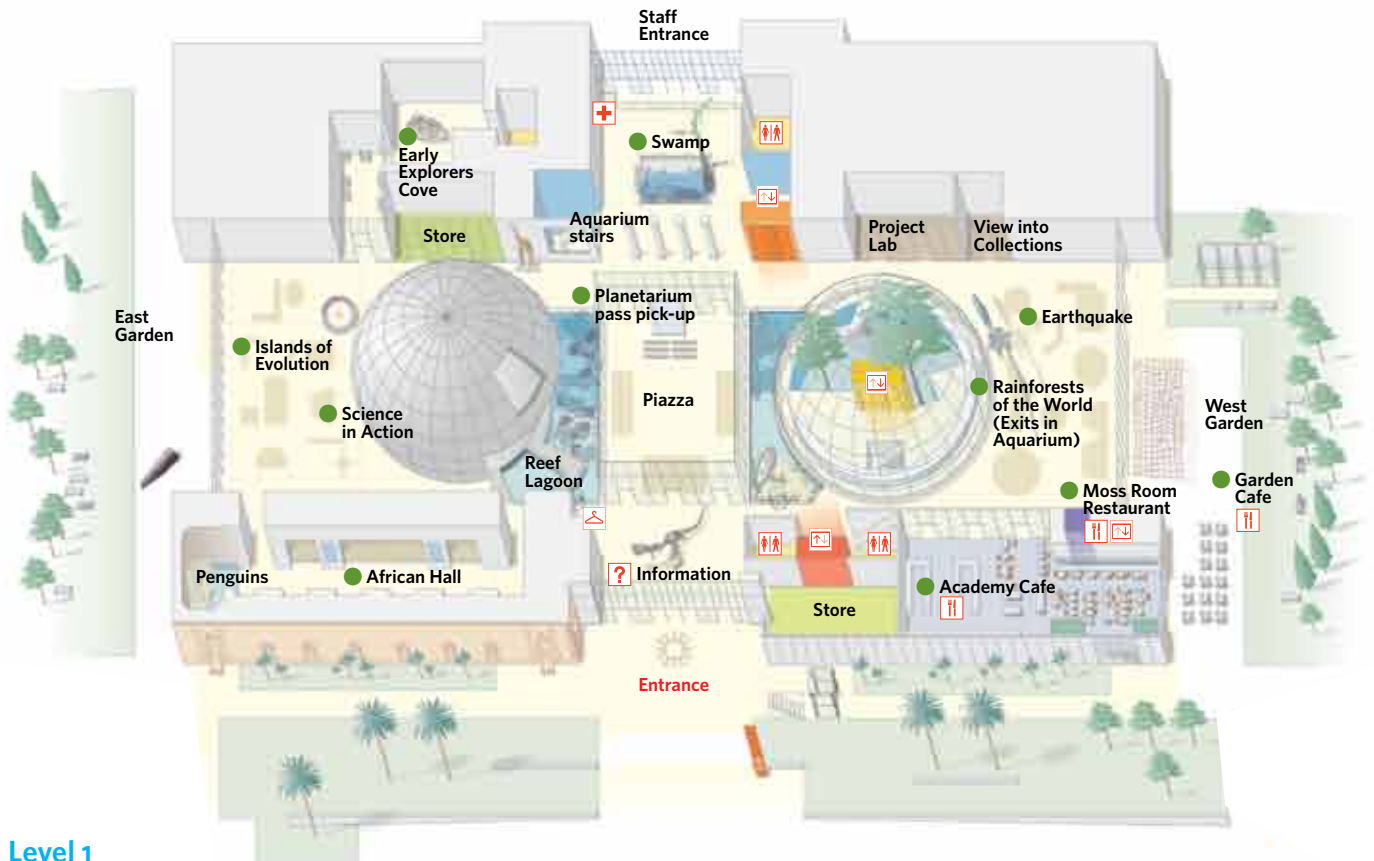 Staff
Entrance
Swamp
Early
Explorers
Cove
Store
Aquarium
stairs
Project
Lab
View into
Collections
East
Garden
Planetarium
pass pick-up
Earthquake
Islands of
Evolution
Science
in Action
Piazza
Rainforests
of the World
(Exits in
Aquarium)
West
Garden
Reef
Lagoon
Moss Room
Restaurant
Garden
Cafe
Penguins
African Hall
? Information
Academy Cafe
Store
Entrance
Level 1